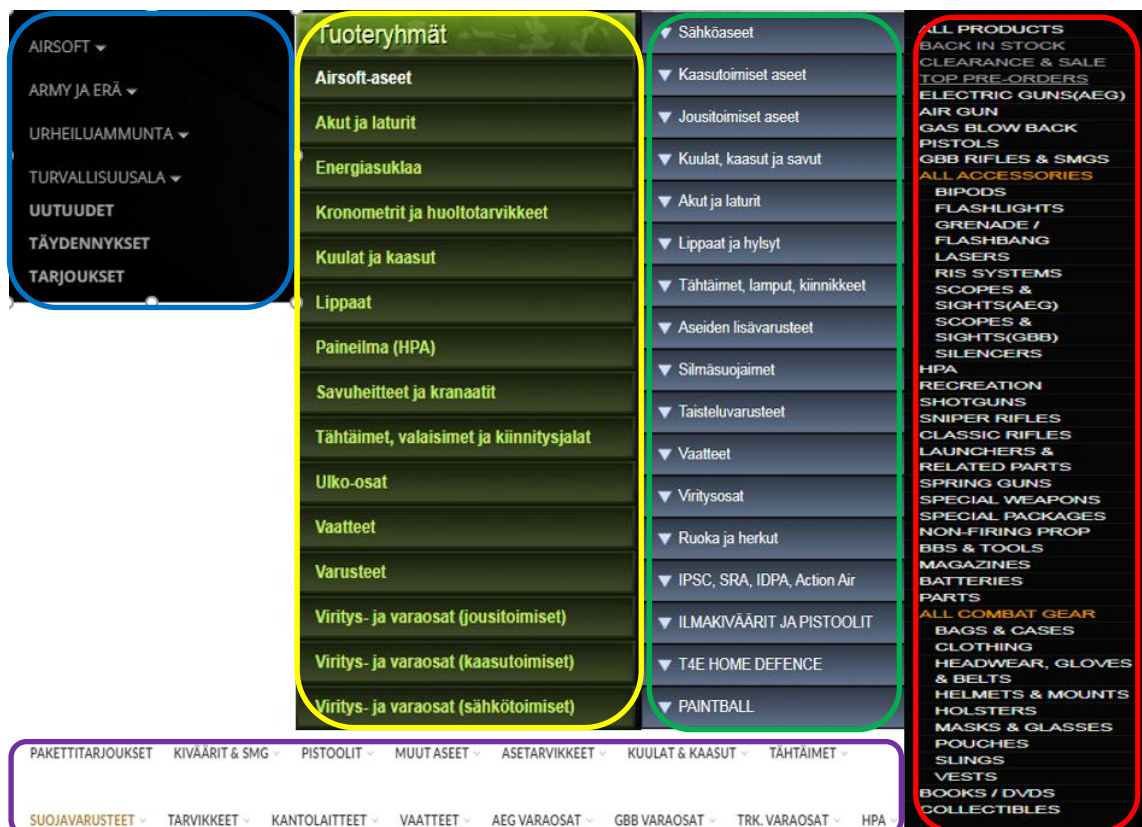 AIRSOFT
ARMY JA ERÄ
URHEILUAMMUNTA
TURVALLISUUSALA
UUTUUDET
TÄYDENNYKSET
TARJOUKSET
Tuoteryhmät
Airsoft-aseet
Akut ja laturit
Energiasuklaa
Kronometrit ja huoltotarvikkeet
Kuulat ja kaasut
Lippaat
Paineilma (HPA)
Savuheitteet ja kranaatit
Tähtäimet, valaisimet ja kiinnitysjalat
Ulko-osat
Vaatteet
Varusteet
Viritys- ja varaosat (jousitoimiset)
Viritys- ja varaosat (kaasutoimiset)
Viritys- ja varaosat (sähkötoimiset)
Sähköaseet
Kaasutoimiset aseet
Jousitoimiset aseet
Kuulat, kaasut ja savut
Akut ja laturit
Lippaat ja hylsyt
Tähtäimet, lamput, kiinnikkeet
Aseiden lisävarusteet
Silmäsuojaimet
Taisteluvarusteet
Vaatteet
Viritysosat
Ruoka ja herkut
IPSC, SRA, IDPA, Action Air
ILMAKIVÄÄRIT JA PISTOOLIT
T4E HOME DEFENCE
PAINTBALL
ALL PRODUCTS
BACK IN STOCK
CLEARANCE & SALE
TOP PRE-ORDERS
ELECTRIC GUNS(AEG)
AIR GUN
GAS BLOW BACK
PISTOLS
GBB RIFLES & SMGS
ALL ACCESSORIES
BIPODS
FLASHLIGHTS
GRENADE /
FLASHBANG
LASERS
RIS SYSTEMS
SCOPES &
SIGHTS(AEG)
SCOPES &
SIGHTS(GBB)
SILENCERS
HPA
RECREATION
SHOTGUNS
SNIPER RIFLES
CLASSIC RIFLES
LAUNCHERS &
RELATED PARTS
SPRING GUNS
SPECIAL WEAPONS
SPECIAL PACKAGES
NON-FIRING PROP
BBS & TOOLS
MAGAZINES
BATTERIES
PARTS
ALL COMBAT GEAR
BAGS & CASES
CLOTHING
HEADWEAR, GLOVES
& BELTS
HELMETS & MOUNTS
HOLSTERS
MASKS & GLASSES
POUCHES
SLINGS
VESTS
BOOKS / DVDS
COLLECTIBLES
PAKETTITARJOUKSET KIVÄÄRIT & SMG PISTOOLIT MUUT ASEET ASETARVIKKEET KUULAT & KAASUT TÄHTÄIMET
SUOJAVARUSTEET TARVIKKEET KANTOLAITTEET VAATTEET AEG VARAOSAT GBB VARAOSAT TRK. VARAOSAT HPA